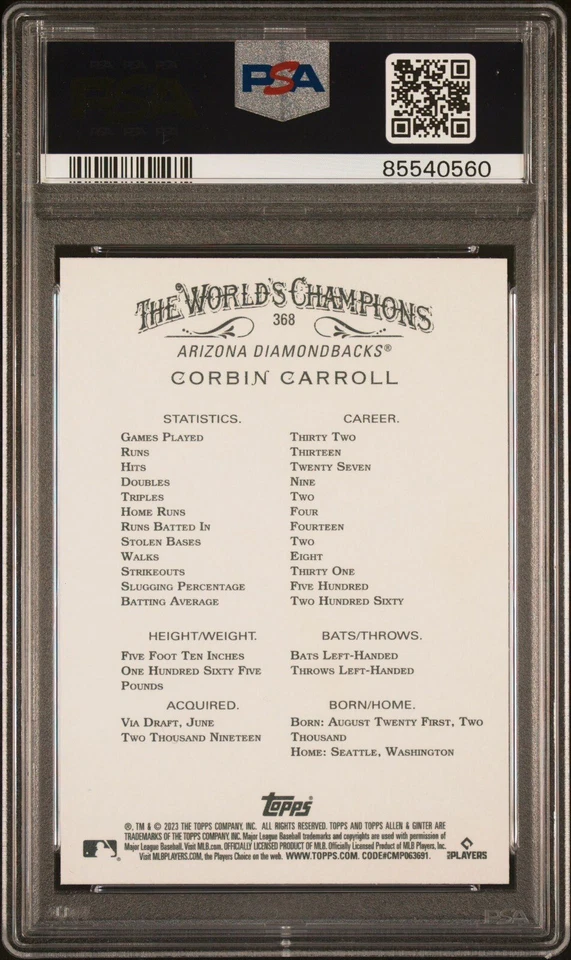 PSA
85540560
THE WORLD'S CHAMPIONS
368
ARIZONA DIAMONDBACKS®
CORBIN CARROLL
STATISTICS. CAREER.
GAMES PLAYED THIRTY TWO
RUNS THIRTEEN
HITS TWENTY SEVEN
DOUBLES NINE
TRIPLES TWO
HOME RUNS FOUR
RUNS BATTED IN FOURTEEN
STOLEN BASES TWO
WALKS EIGHT
STRIKEOUTS THIRTY ONE
SLUGGING PERCENTAGE FIVE HUNDRED
BATTING AVERAGE TWO HUNDRED SIXTY
HEIGHT/WEIGHT. BATS/THROWS.
FIVE FOOT TEN INCHES BATS LEFT-HANDED
ONE HUNDRED SIXTY FIVE THROWS LEFT-HANDED
POUNDS
ACQUIRED. BORN/HOME.
VIA DRAFT, JUNE BORN: AUGUST TWENTY FIRST, TWO
TWO THOUSAND NINETEEN THOUSAND
HOME: SEATTLE, WASHINGTON
Topps
®, TM & © 2023 THE TOPPS COMPANY, INC. ALL RIGHTS RESERVED. TOPPS AND TOPPS ALLEN & GINTER ARE
TRADEMARKS OF THE TOPPS COMPANY, INC. Major League Baseball trademarks and copyrights are used with permission of
Major League Baseball. Visit MLB.com. OFFICIALLY LICENSED PRODUCT OF MLB. Officially Licensed Product of MLB Players, Inc.
Visit MLBPLAYERS.COM, the Players Choice on the web. WWW.TOPPS.COM. CODE#CMP063691.
PLAYERS
PSA